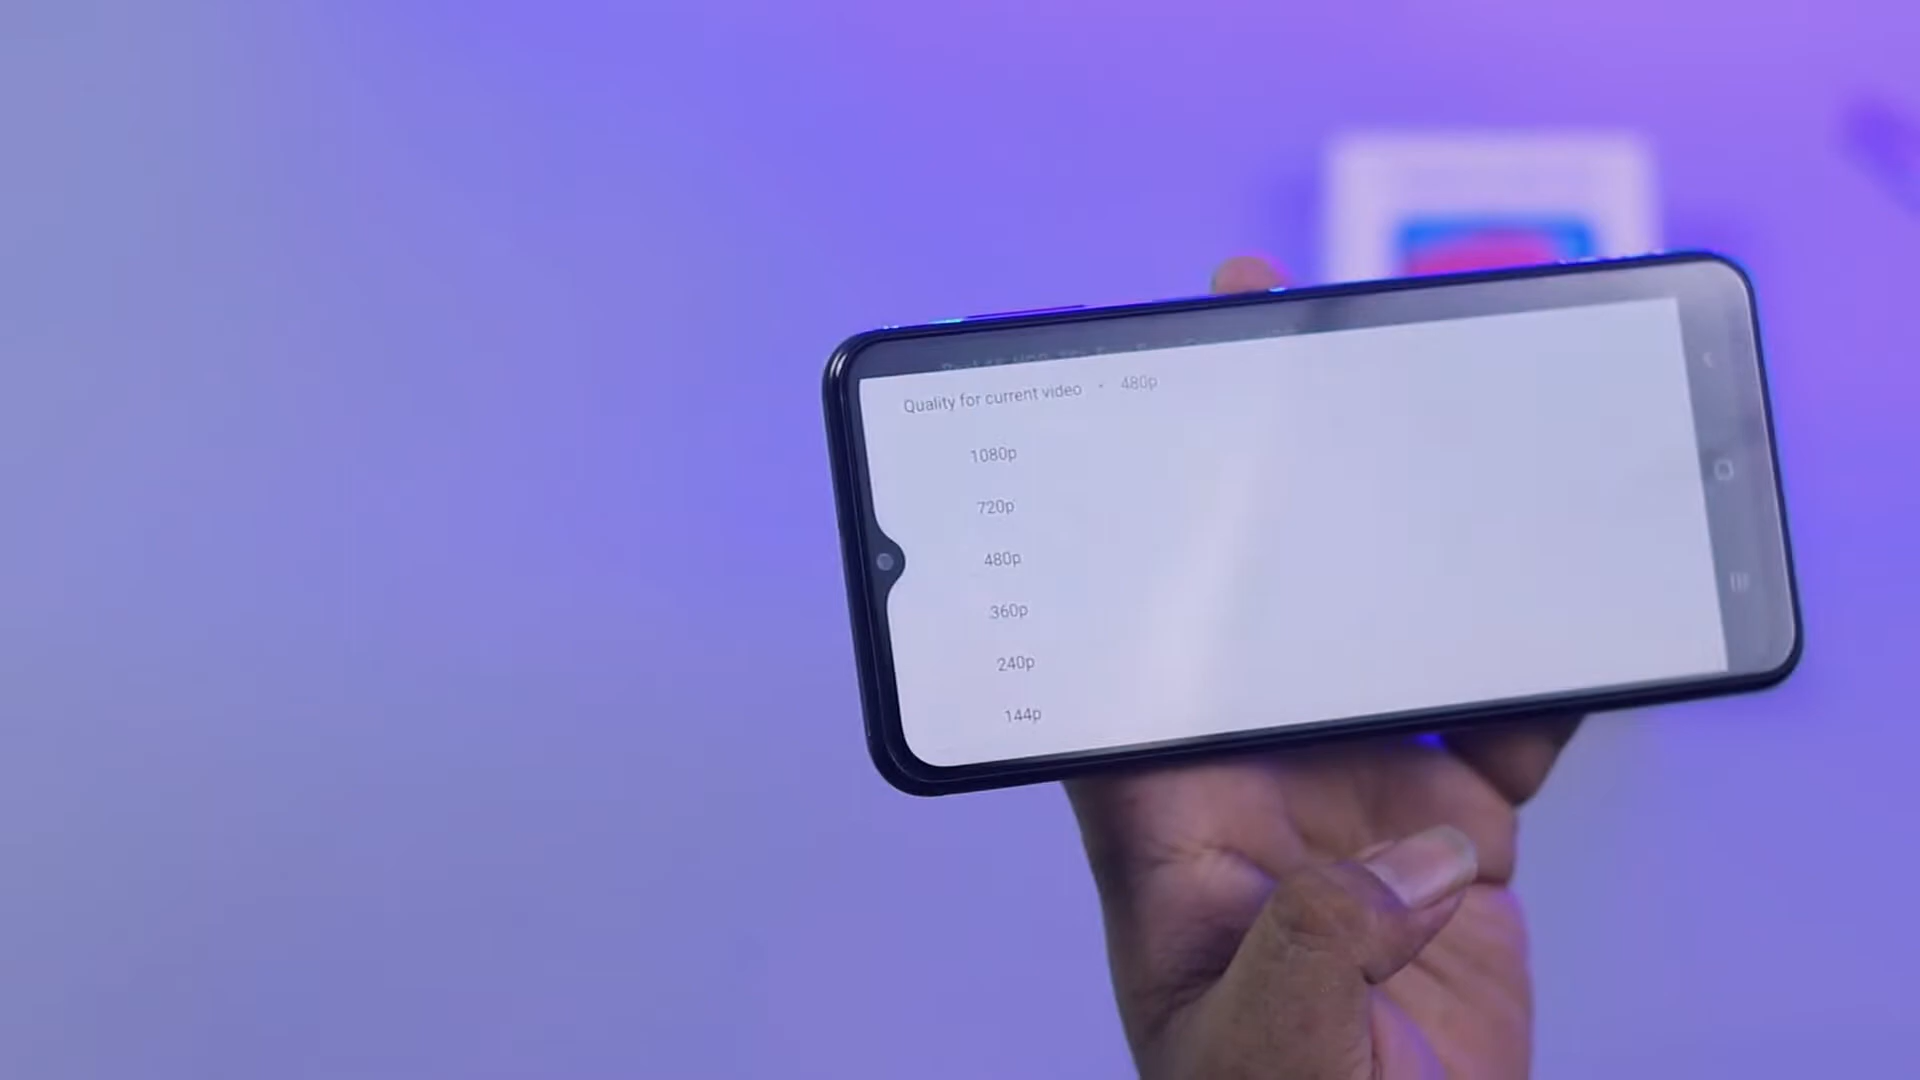 Quality for current video • 480p
1080p
720p
480p
360p
240p
144p